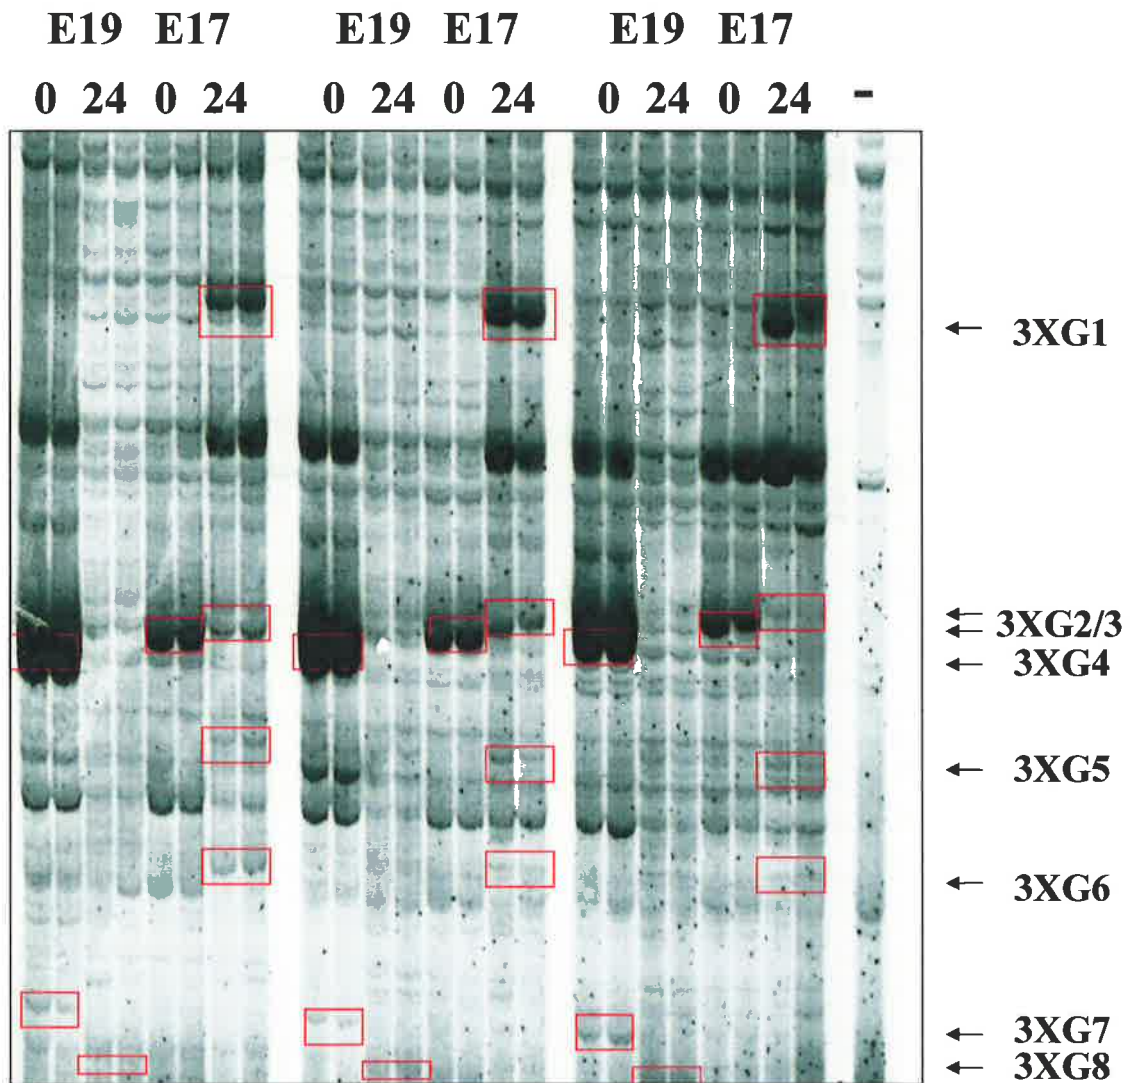 E19 E17 E19 E17 E19 E17
0 24 0 24 0 24 0 24 0 24 0 24 -
← 3XG1
← ← 3XG2/3
← 3XG4
← 3XG5
← 3XG6
← 3XG7
← 3XG8